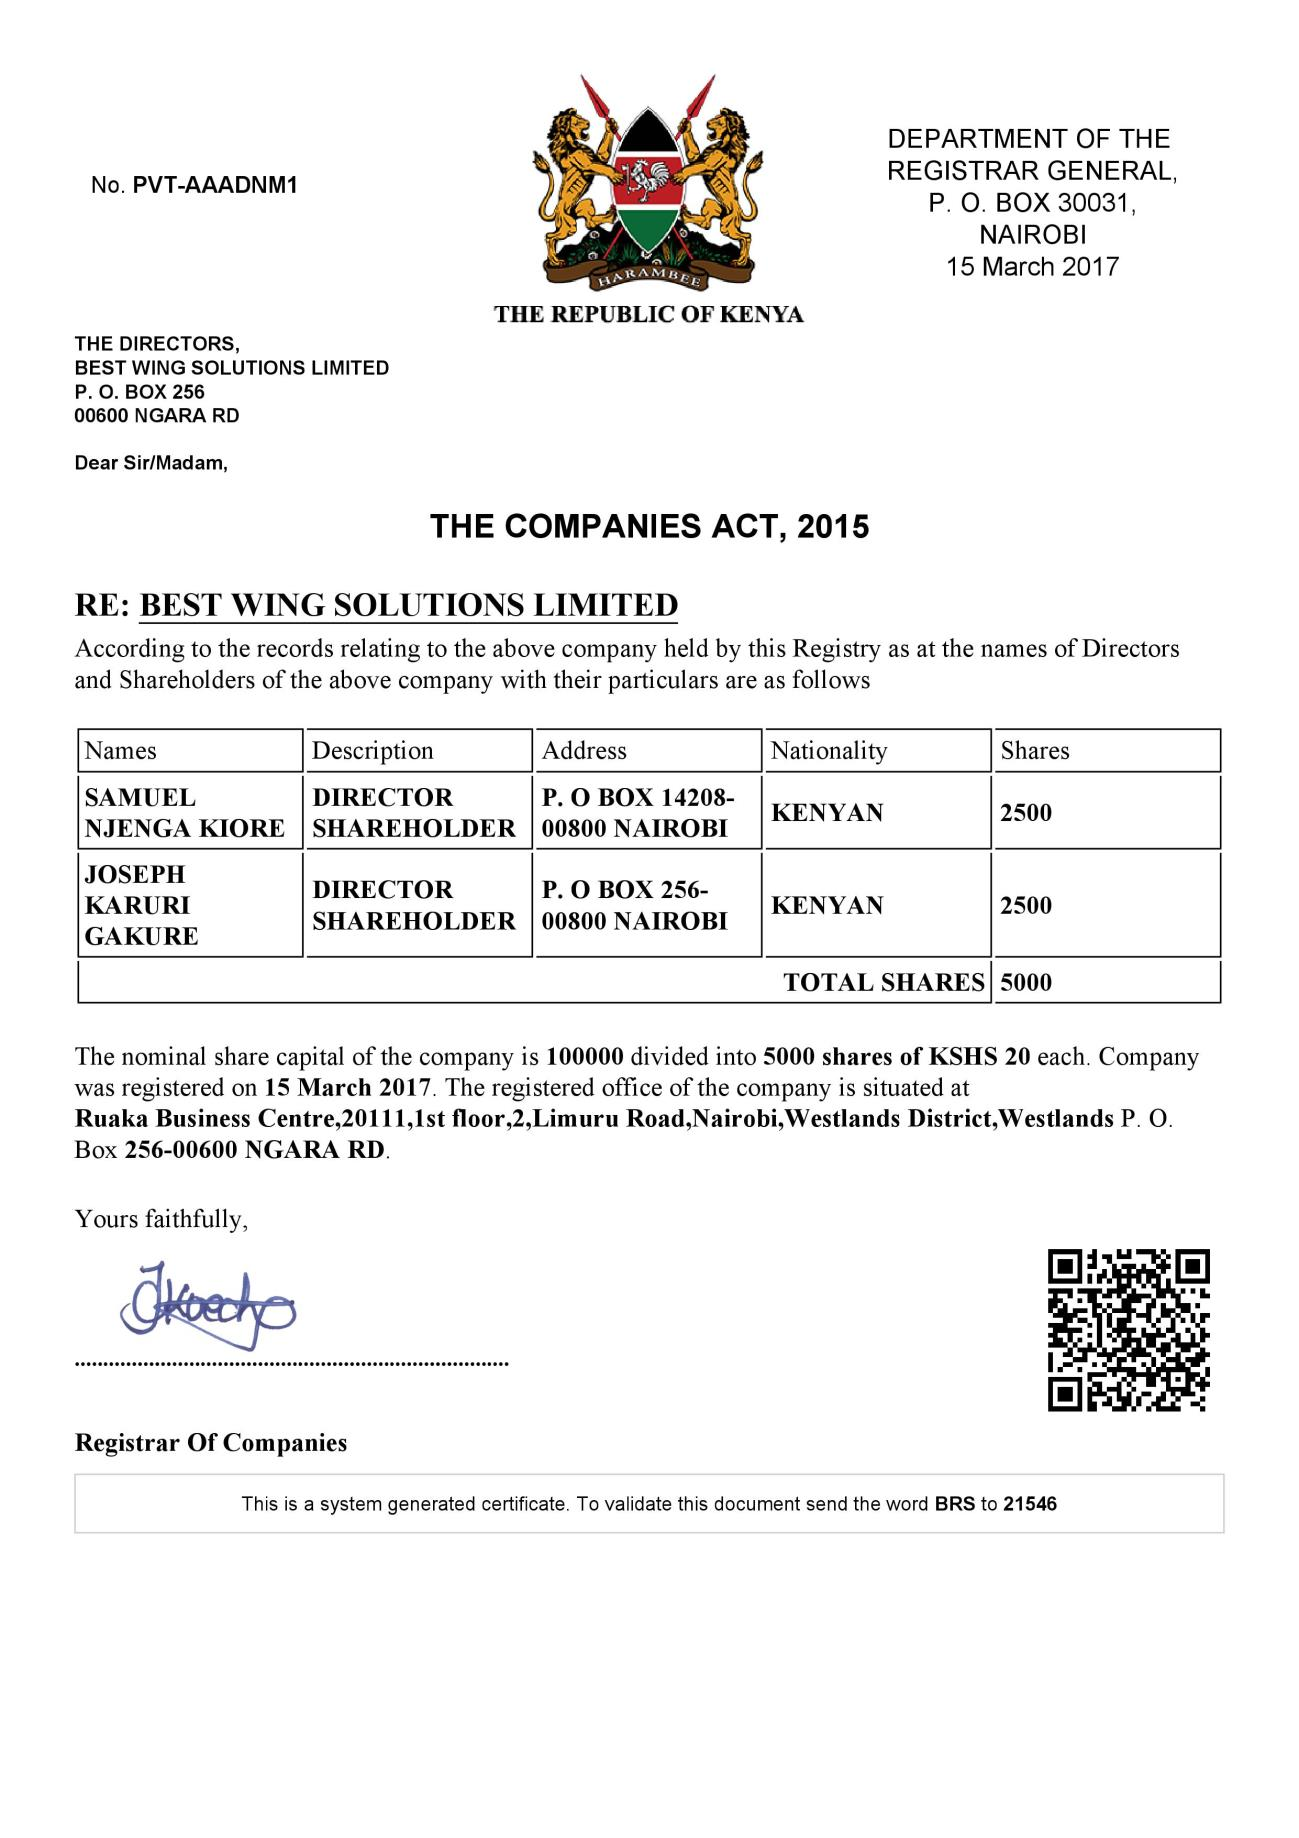 No. PVT-AAADNM1
HARAMBEE
THE REPUBLIC OF KENYA
DEPARTMENT OF THE
REGISTRAR GENERAL,
P. O. BOX 30031,
NAIROBI
15 March 2017
THE DIRECTORS,
BEST WING SOLUTIONS LIMITED
P. O. BOX 256
00600 NGARA RD
Dear Sir/Madam,
THE COMPANIES ACT, 2015
RE: BEST WING SOLUTIONS LIMITED
According to the records relating to the above company held by this Registry as at the names of Directors
and Shareholders of the above company with their particulars are as follows
Names Description Address Nationality Shares
SAMUEL NJENGA KIORE DIRECTOR SHAREHOLDER P. O BOX 14208-00800 NAIROBI KENYAN 2500
JOSEPH KARURI GAKURE DIRECTOR SHAREHOLDER P. O BOX 256-00800 NAIROBI KENYAN 2500
TOTAL SHARES 5000
The nominal share capital of the company is 100000 divided into 5000 shares of KSHS 20 each. Company
was registered on 15 March 2017. The registered office of the company is situated at
Ruaka Business Centre,20111,1st floor,2,Limuru Road,Nairobi,Westlands District,Westlands P. O.
Box 256-00600 NGARA RD.
Yours faithfully,
Registrar Of Companies
This is a system generated certificate. To validate this document send the word BRS to 21546